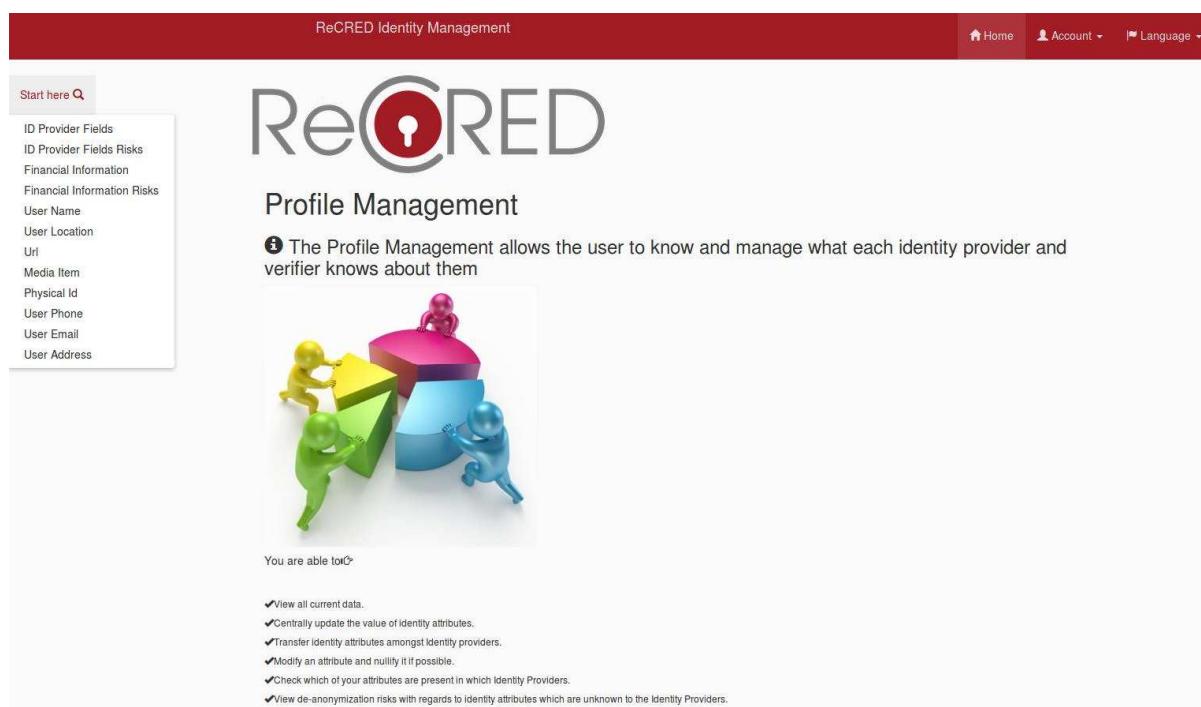 ReCRED Identity Management
Home
Account
Language
Start here
ID Provider Fields
ID Provider Fields Risks
Financial Information
Financial Information Risks
User Name
User Location
Url
Media Item
Physical Id
User Phone
User Email
User Address
ReCRED
Profile Management
The Profile Management allows the user to know and manage what each identity provider and
verifier knows about them
You are able to
View all current data.
Centrally update the value of identity attributes.
Transfer identity attributes amongst Identity providers.
Modify an attribute and nullify it if possible.
Check which of your attributes are present in which Identity Providers.
View de-anonymization risks with regards to identity attributes which are unknown to the Identity Providers.